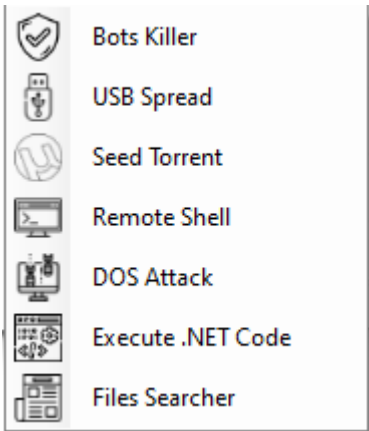 Bots Killer
USB Spread
Seed Torrent
Remote Shell
DOS Attack
Execute .NET Code
Files Searcher